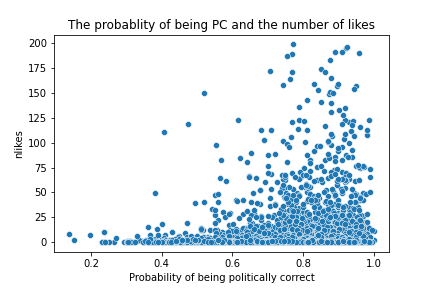 The probablity of being PC and the number of likes
200
175
150
125
100
75
50
25
0
nlikes
0.2 0.4 0.6 0.8 1.0
Probability of being politically correct